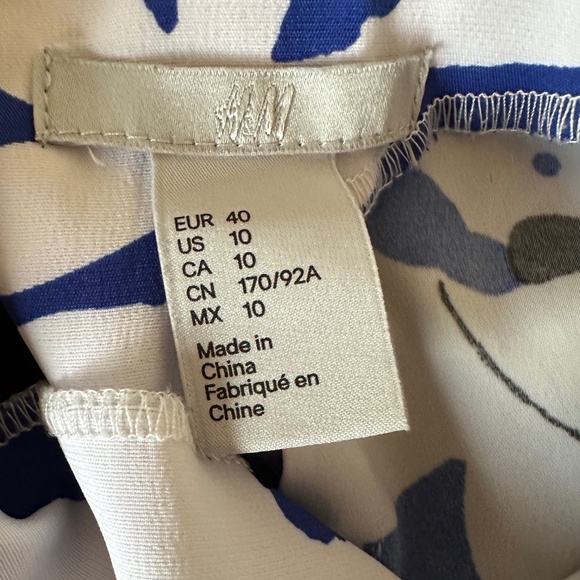 H&M
EUR 40
US 10
CA 10
CN 170/92A
MX 10
Made in
China
Fabriqué en
Chine